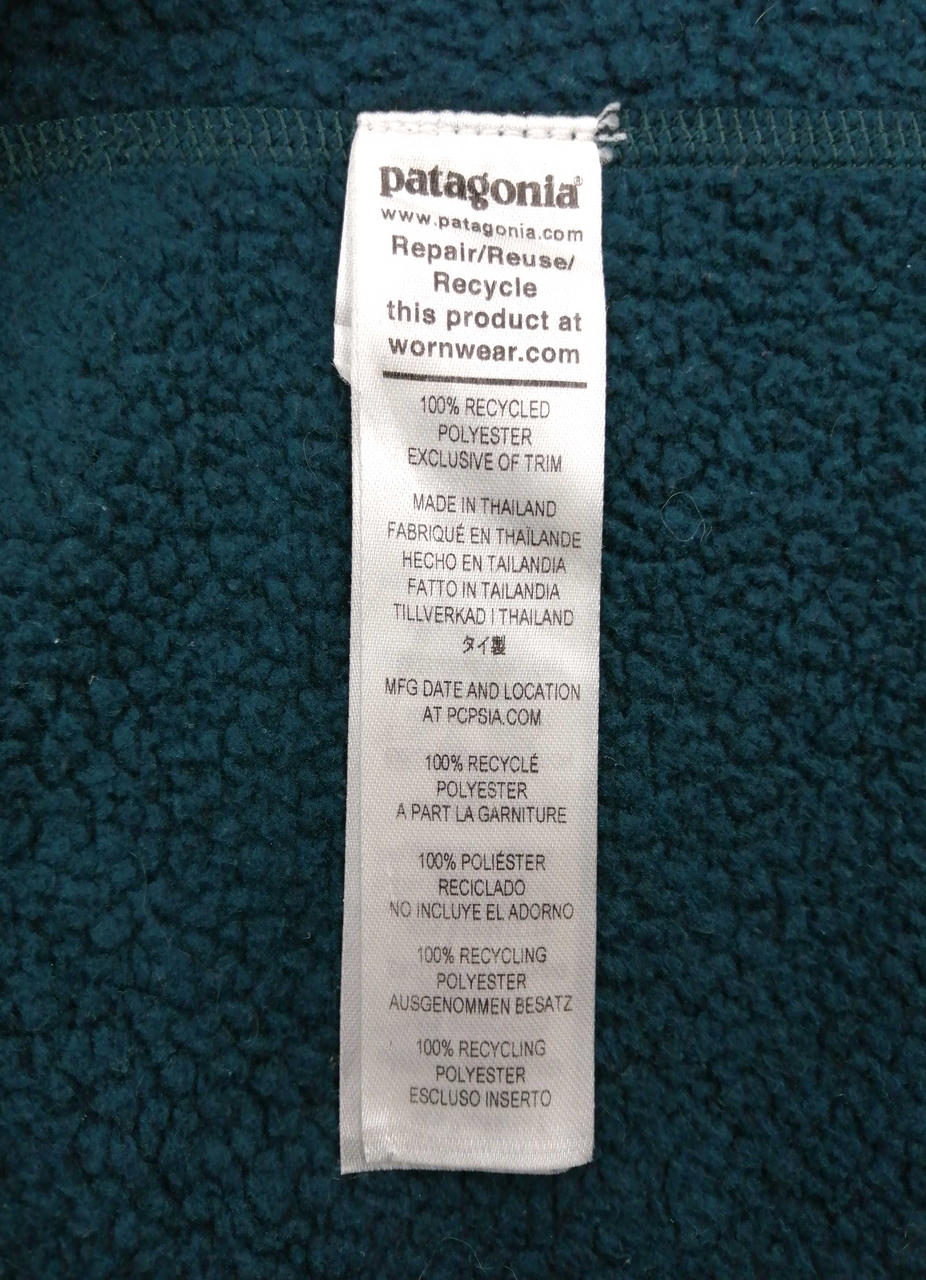 patagonia®
www.patagonia.com
Repair/Reuse/
Recycle
this product at
wornwear.com
100% RECYCLED
POLYESTER
EXCLUSIVE OF TRIM
MADE IN THAILAND
FABRIQUÉ EN THAÏLANDE
HECHO EN TAILANDIA
FATTO IN TAILANDIA
TILLVERKAD I THAILAND
タイ製
MFG DATE AND LOCATION
AT PCPSIA.COM
100% RECYCLÉ
POLYESTER
A PART LA GARNITURE
100% POLIÉSTER
RECICLADO
NO INCLUYE EL ADORNO
100% RECYCLING
POLYESTER
AUSGENOMMEN BESATZ
100% RECYCLING
POLYESTER
ESCLUSO INSERTO